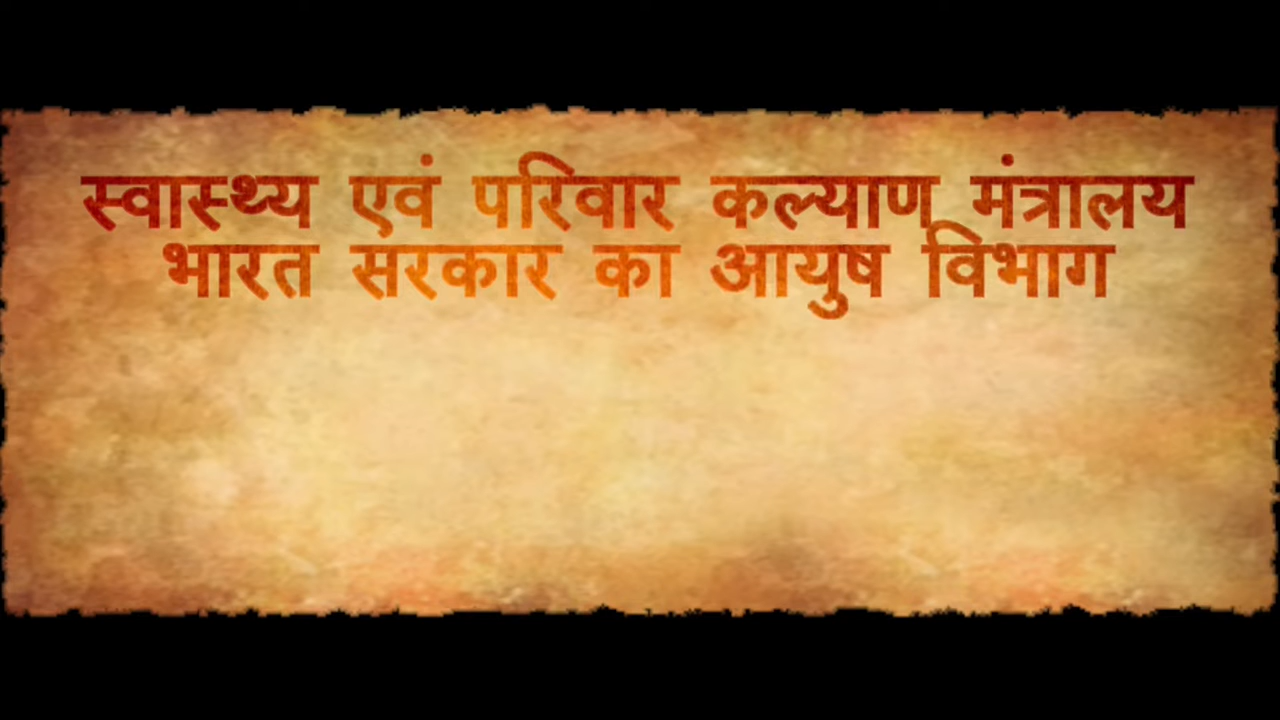 स्वास्थ्य एवं परिवार कल्याण मंत्रालय
भारत सरकार का आयुष विभाग